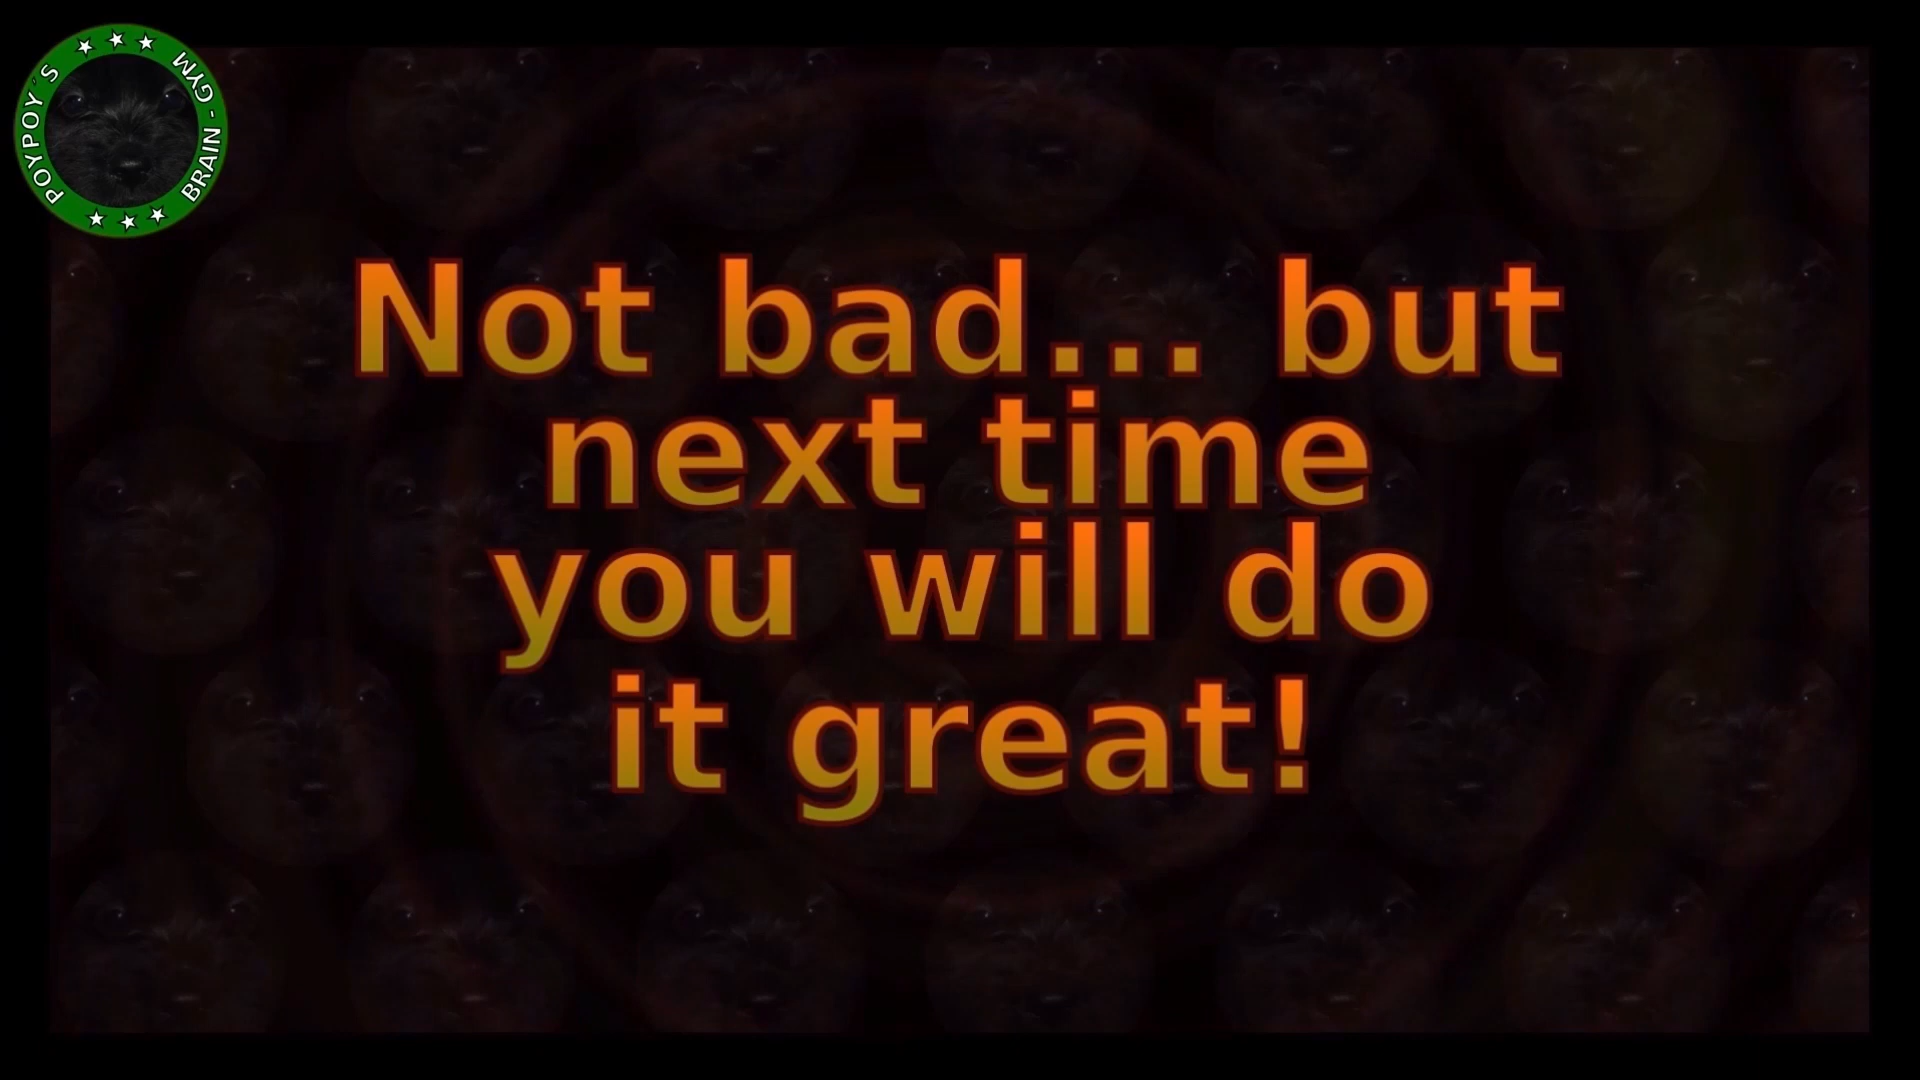 POYPOY´S
BRAIN - GYM
Not bad... but
next time
you will do
it great!